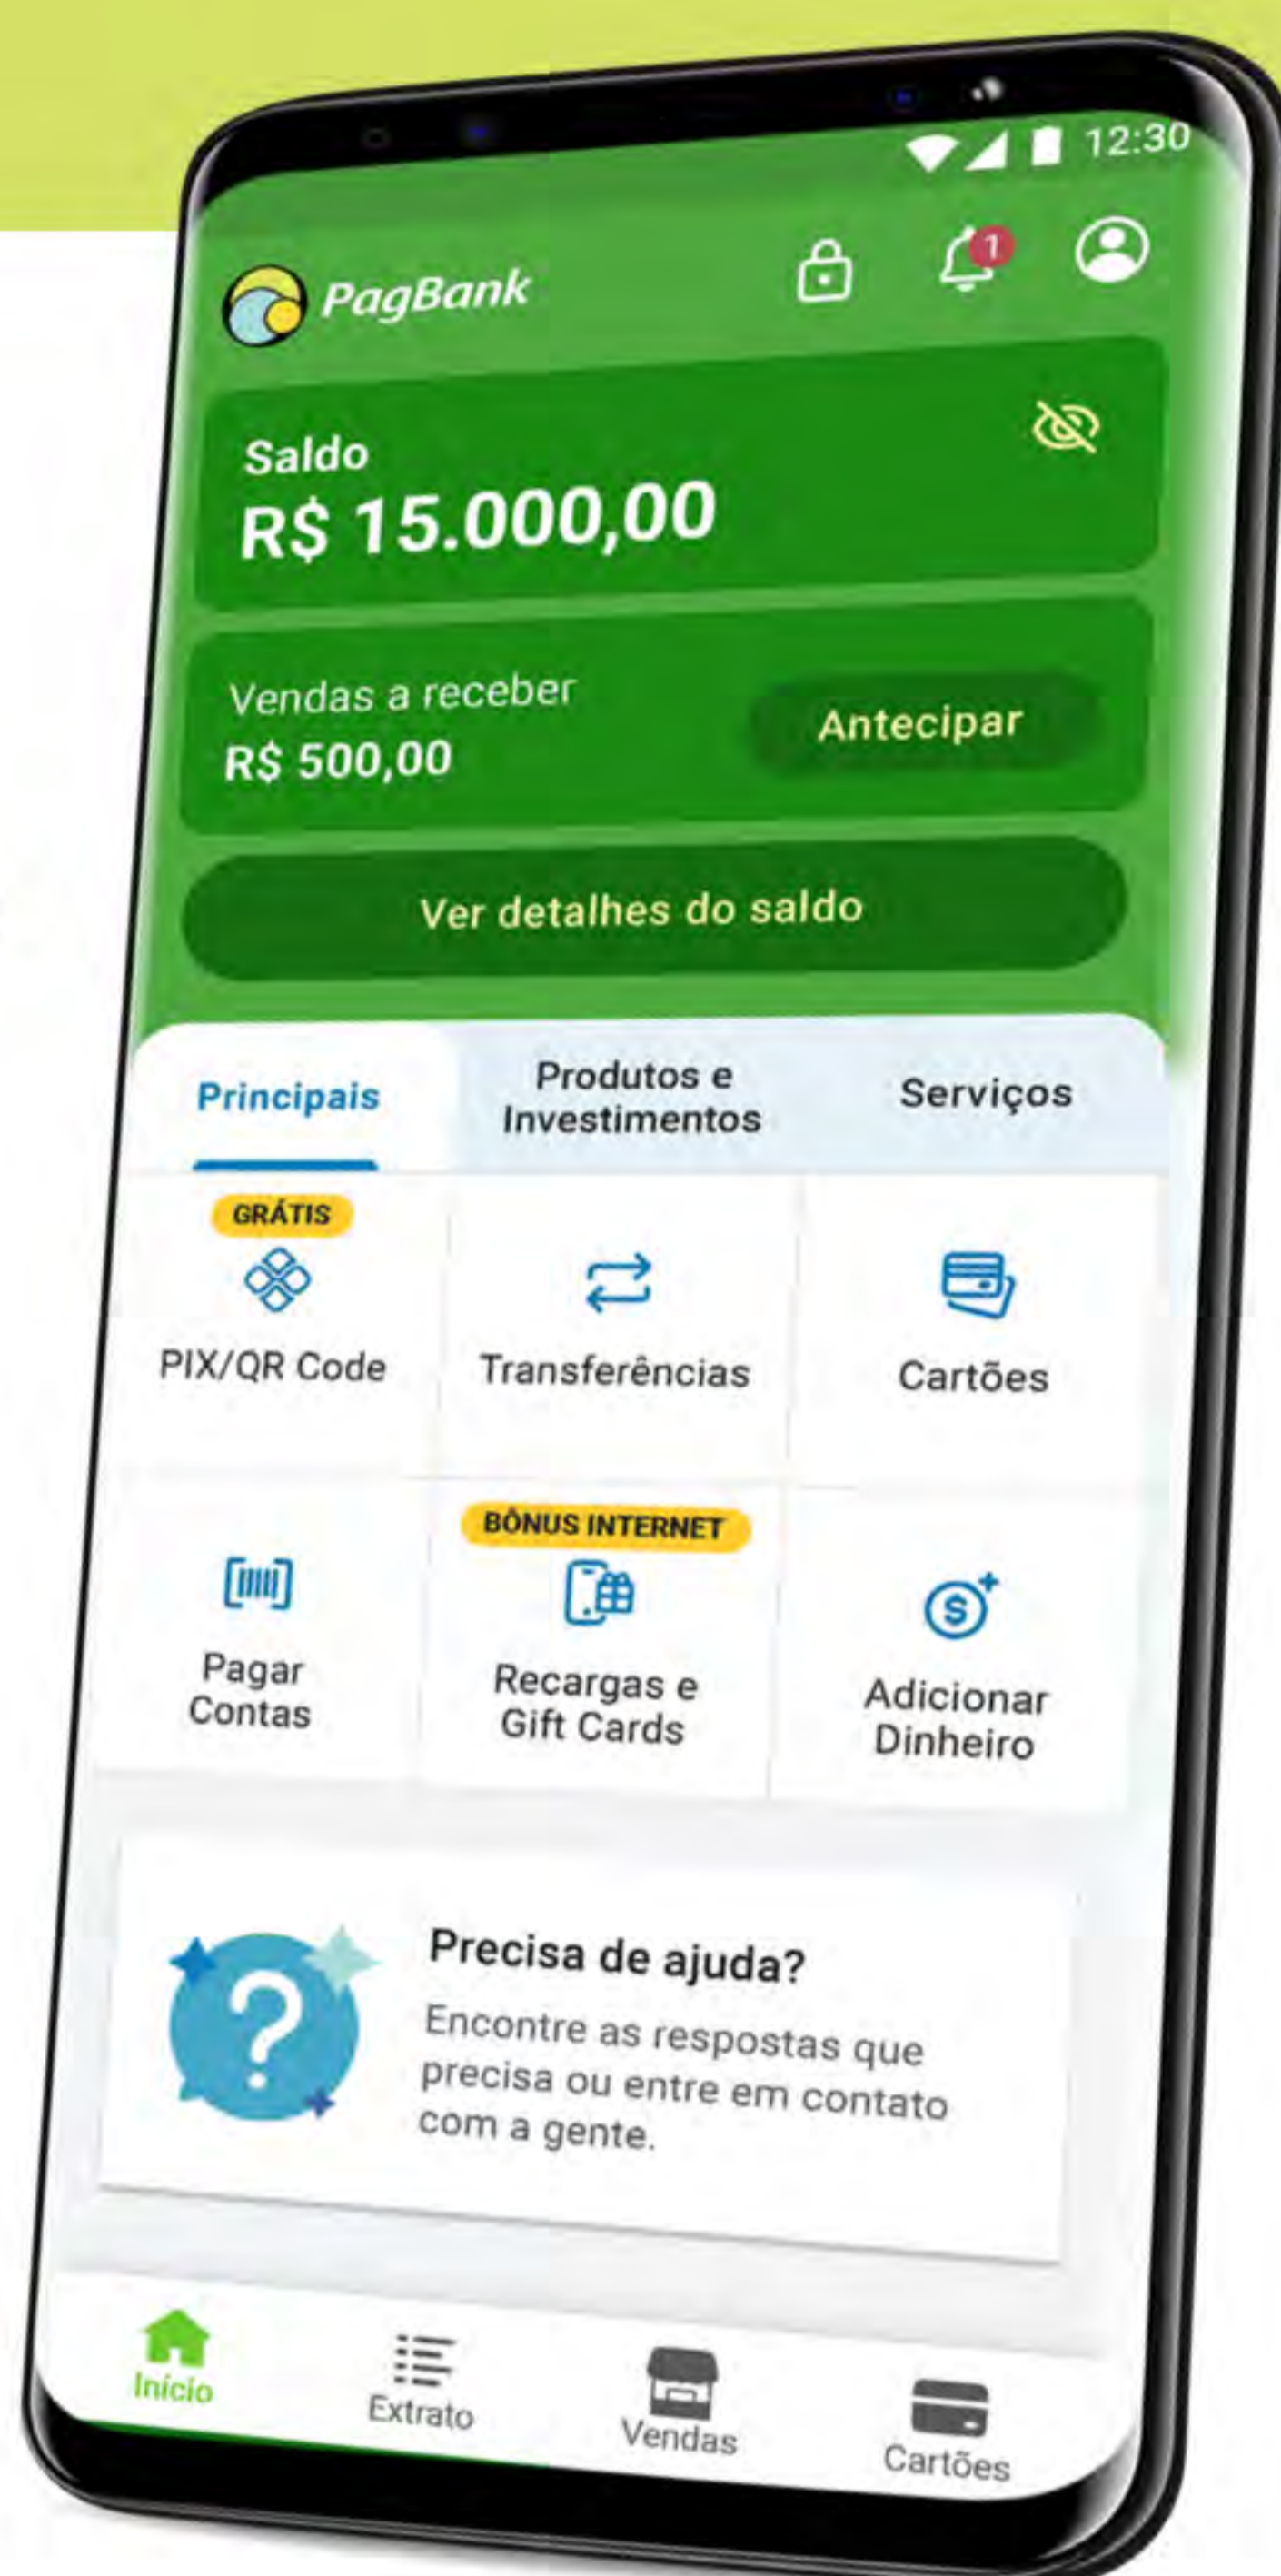 12:30
1
PagBank
Saldo
R$ 15.000,00
Vendas a receber
R$ 500,00
Antecipar
Ver detalhes do saldo
Principais
Produtos e
Investimentos
Serviços
GRÁTIS
PIX/QR Code
Transferências
Cartões
BÔNUS INTERNET
Pagar
Contas
Recargas e
Gift Cards
Adicionar
Dinheiro
Precisa de ajuda?
Encontre as respostas que
precisa ou entre em contato
com a gente.
Início
Extrato
Vendas
Cartões